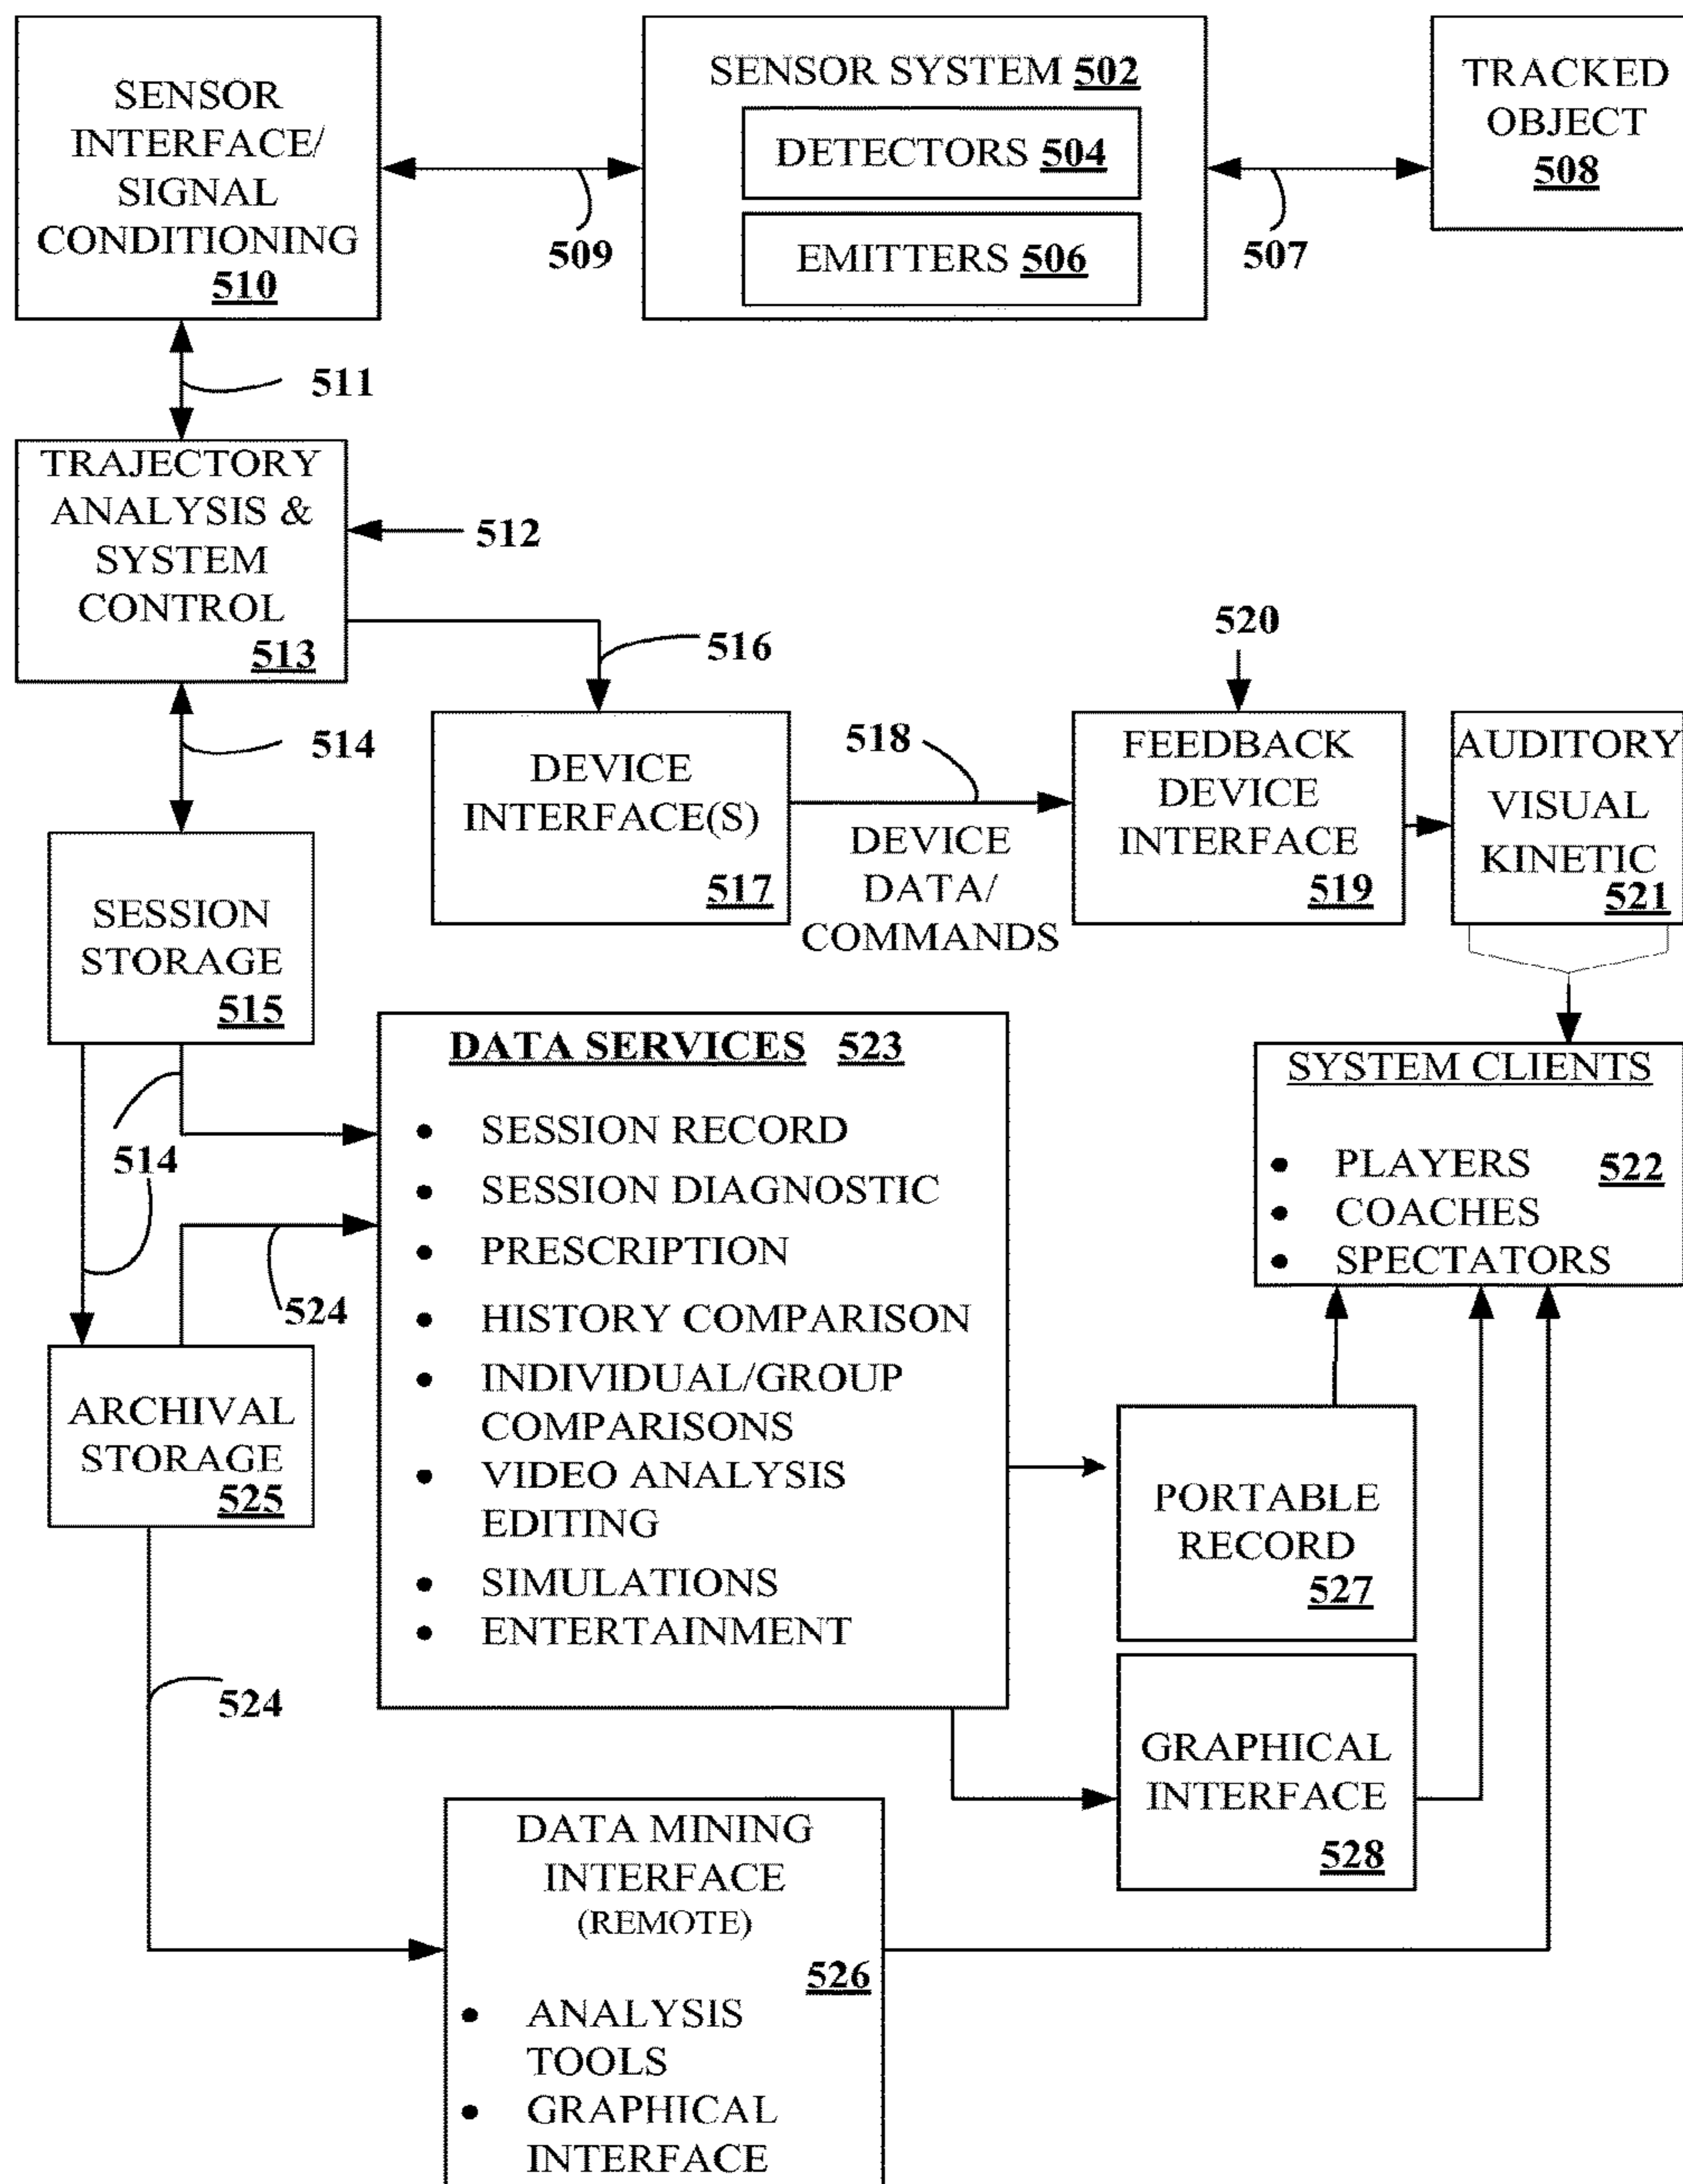 SENSOR
INTERFACE/
SIGNAL
CONDITIONING
510
509
SENSOR SYSTEM 502
DETECTORS 504
EMITTERS 506
507
TRACKED
OBJECT
508
511
TRAJECTORY
ANALYSIS &
SYSTEM
CONTROL
513
512
516
514
DEVICE
INTERFACE(S)
517
518
DEVICE
DATA/
COMMANDS
520
FEEDBACK
DEVICE
INTERFACE
519
AUDITORY
VISUAL
KINETIC
521
SESSION
STORAGE
515
514
524
ARCHIVAL
STORAGE
525
524
DATA SERVICES 523
• SESSION RECORD
• SESSION DIAGNOSTIC
• PRESCRIPTION
• HISTORY COMPARISON
• INDIVIDUAL/GROUP
COMPARISONS
• VIDEO ANALYSIS
EDITING
• SIMULATIONS
• ENTERTAINMENT
SYSTEM CLIENTS
522
• PLAYERS
• COACHES
• SPECTATORS
PORTABLE
RECORD
527
GRAPHICAL
INTERFACE
528
DATA MINING
INTERFACE
(REMOTE)
526
• ANALYSIS
TOOLS
• GRAPHICAL
INTERFACE